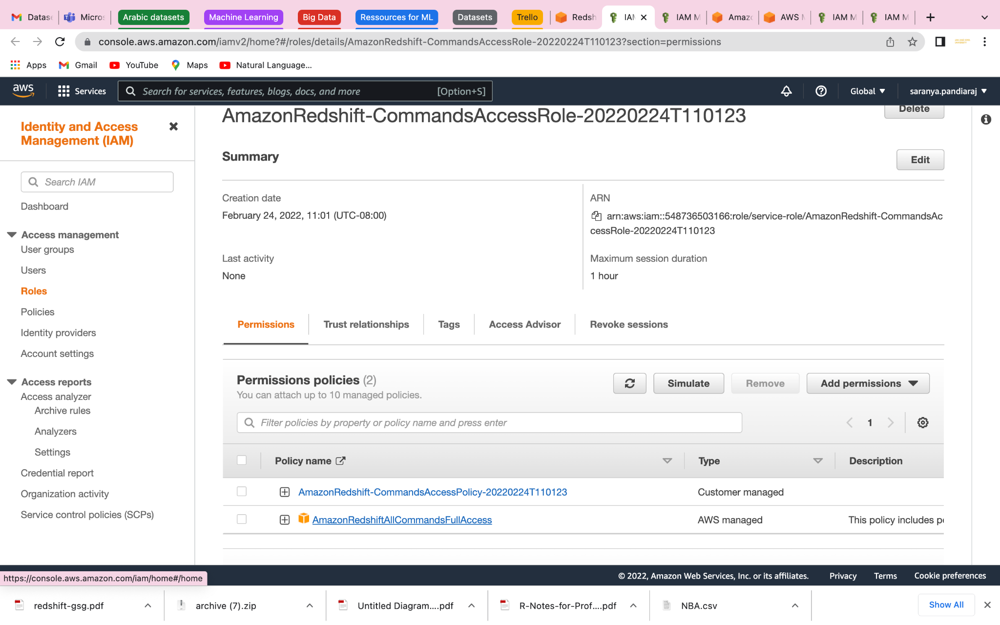 Datase
Micros
Arabic datasets
Machine Learning
Big Data
Ressources for ML
Datasets
Trello
Redsh
IAM
IAM M
Amazo
AWS M
IAM M
IAM M
console.aws.amazon.com/iamv2/home?#/roles/details/AmazonRedshift-CommandsAccessRole-20220224T110123?section=permissions
Apps
Gmail
YouTube
Maps
Natural Language...
aws
Services
Search for services, features, blogs, docs, and more
[Option+S]
Global
saranya.pandiaraj
Identity and Access
Management (IAM)
Search IAM
Dashboard
Access management
User groups
Users
Roles
Policies
Identity providers
Account settings
Access reports
Access analyzer
Archive rules
Analyzers
Settings
Credential report
Organization activity
Service control policies (SCPs)
AmazonRedshift-CommandsAccessRole-20220224T110123
Delete
Summary
Edit
Creation date
February 24, 2022, 11:01 (UTC-08:00)
ARN
arn:aws:iam::548736503166:role/service-role/AmazonRedshift-CommandsAc
cessRole-20220224T110123
Last activity
None
Maximum session duration
1 hour
Permissions
Trust relationships
Tags
Access Advisor
Revoke sessions
Permissions policies (2)
You can attach up to 10 managed policies.
Simulate
Remove
Add permissions
Filter policies by property or policy name and press enter
1
Policy name
Type
Description
AmazonRedshift-CommandsAccessPolicy-20220224T110123
Customer managed
AmazonRedshiftAllCommandsFullAccess
AWS managed
This policy includes pe
© 2022, Amazon Web Services, Inc. or its affiliates.
Privacy
Terms
Cookie preferences
https://console.aws.amazon.com/iam/home#/home
redshift-gsg.pdf
archive (7).zip
Untitled Diagram....pdf
R-Notes-for-Prof....pdf
NBA.csv
Show All